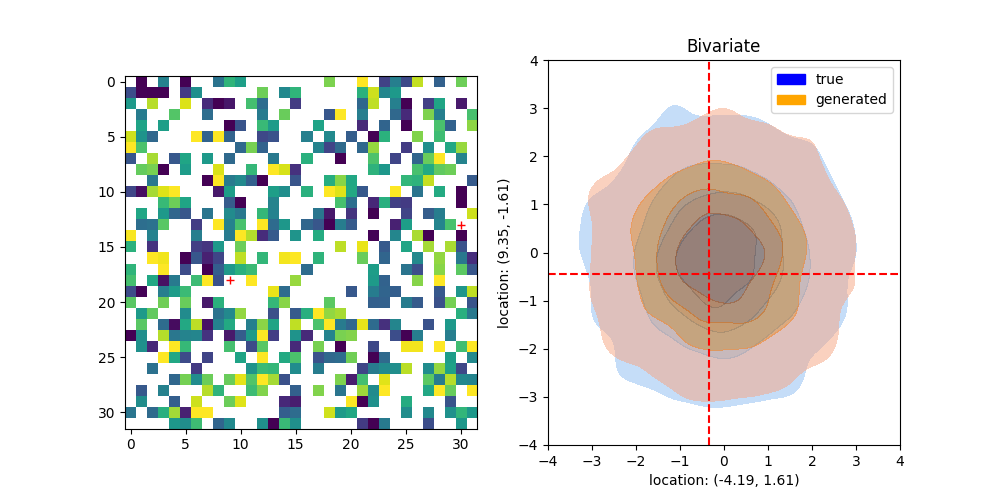 Bivariate
true
generated
0
5
10
15
20
25
30
0 5 10 15 20 25 30
location: (9.35, -1.61)
4
3
2
1
0
−1
−2
−3
−4
−4 −3 −2 −1 0 1 2 3 4
location: (-4.19, 1.61)